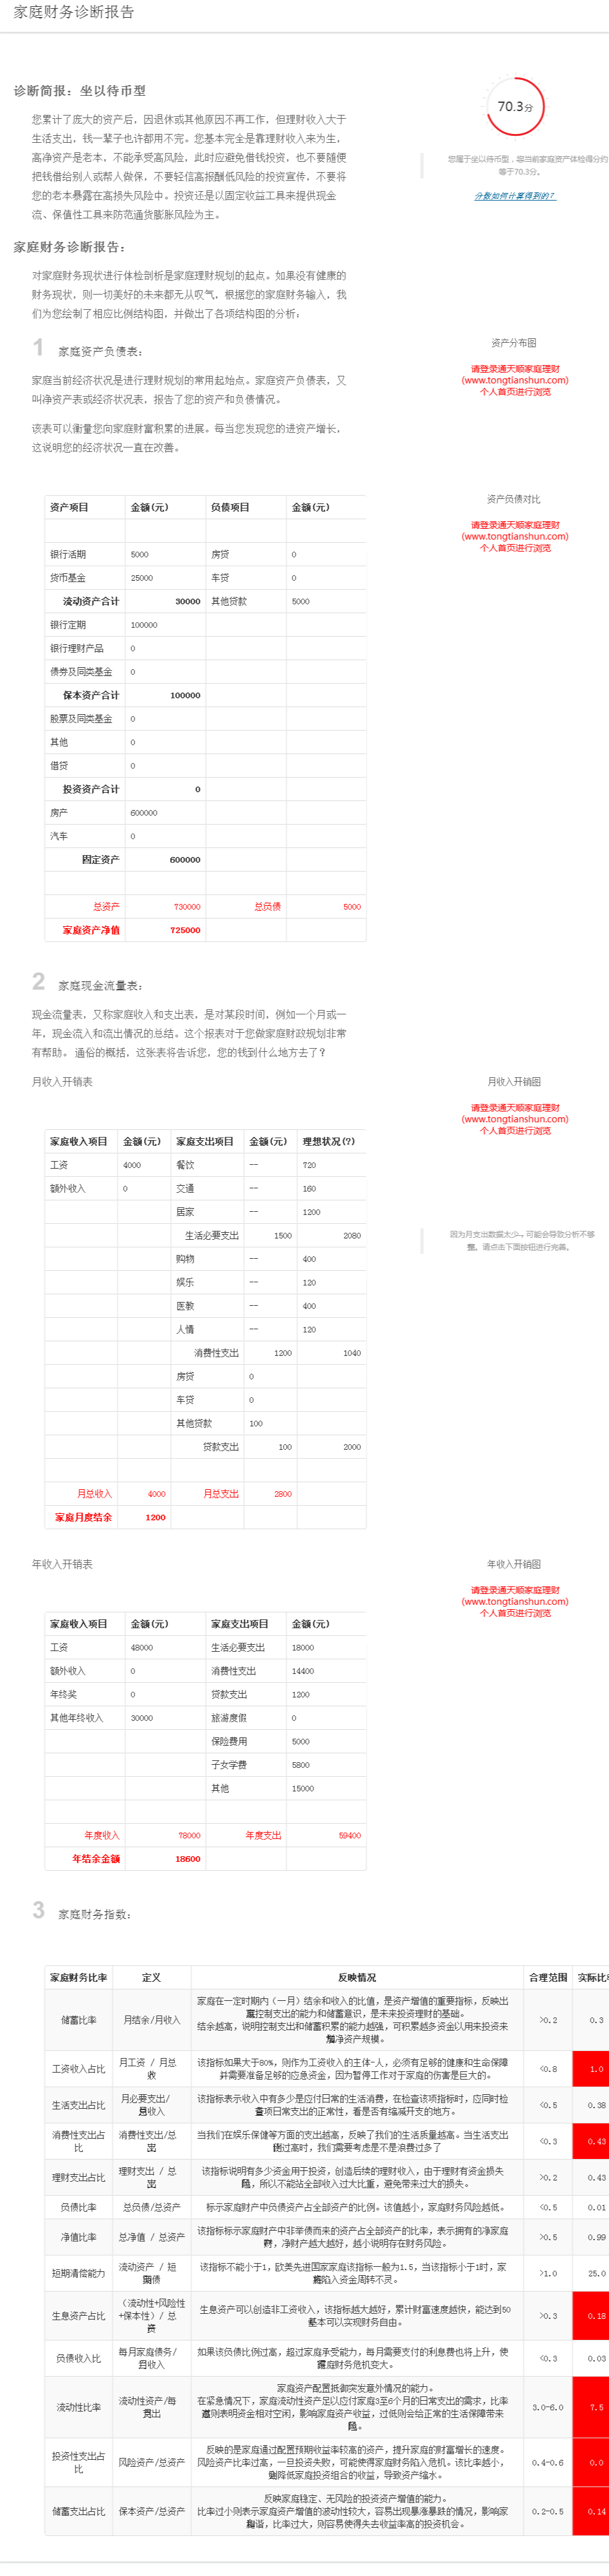 家庭财务诊断报告
诊断简报：坐以待币型
您累计了庞大的资产后，因退休或其他原因不再工作，但理财收入大于
生活支出，钱一辈子也许都用不完。您基本完全是靠理财收入来为生，
高净资产是老本，不能承受高风险，此时应避免借钱投资，也不要随便
把钱借给别人或帮人做保，不要轻信高报酬低风险的投资宣传，不要将
您的老本暴露在高损失风险中。投资还是以固定收益工具来提供现金
流、保值性工具来防范通货膨胀风险为主。
70.3分
您属于坐以待币型，您当前家庭资产体检得分约
等于70.3分。
分数如何计算得到的？
家庭财务诊断报告：
对家庭财务现状进行体检剖析是家庭理财规划的起点。如果没有健康的
财务现状，则一切美好的未来都无从叹气，根据您的家庭财务输入，我
们为您绘制了相应比例结构图，并做出了各项结构图的分析：
1 家庭资产负债表：
家庭当前经济状况是进行理财规划的常用起始点。家庭资产负债表，又
叫净资产表或经济状况表，报告了您的资产和负债情况。
该表可以衡量您向家庭财富积累的进展。每当您发现您的进资产增长，
这说明您的经济状况一直在改善。
资产分布图
请登录通天顺家庭理财
(www.tongtianshun.com)
个人首页进行浏览
资产项目 金额(元) 负债项目 金额(元)
银行活期 5000 房贷 0
货币基金 25000 车贷 0
流动资产合计 30000 其他贷款 5000
银行定期 100000
银行理财产品 0
债券及同类基金 0
保本资产合计 100000
股票及同类基金 0
其他 0
借贷 0
投资资产合计 0
房产 600000
汽车 0
固定资产 600000
总资产 730000 总负债 5000
家庭资产净值 725000
资产负债对比
请登录通天顺家庭理财
(www.tongtianshun.com)
个人首页进行浏览
2 家庭现金流量表：
现金流量表，又称家庭收入和支出表，是对某段时间，例如一个月或一
年，现金流入和流出情况的总结。这个报表对于您做家庭财政规划非常
有帮助。 通俗的概括，这张表将告诉您，您的钱到什么地方去了？
月收入开销表
月收入开销图
请登录通天顺家庭理财
(www.tongtianshun.com)
个人首页进行浏览
家庭收入项目 金额(元) 家庭支出项目 金额(元) 理想状况(?)
工资 4000 餐饮 -- 720
额外收入 0 交通 -- 160
居家 1200
生活必要支出 1500 2080
购物 -- 400
娱乐 -- 120
医教 -- 400
人情 -- 120
消费性支出 1200 1040
房贷 0
车贷 0
其他贷款 100
贷款支出 100 2000
月总收入 4000 月总支出 2800
家庭月度结余 1200
因为月支出数据太少，可能会导致分析不够
整。请点击下面按钮进行完善。
年收入开销表
年收入开销图
请登录通天顺家庭理财
(www.tongtianshun.com)
个人首页进行浏览
家庭收入项目 金额(元) 家庭支出项目 金额(元)
工资 48000 生活必要支出 18000
额外收入 0 消费性支出 14400
年终奖 0 贷款支出 1200
其他年终收入 30000 旅游度假 0
保险费用 5000
子女学费 5800
其他 15000
年度收入 78000 年度支出 59400
年结余金额 18600
3 家庭财务指数：
家庭财务比率 定义 反映情况 合理范围 实际比
储蓄比率 月结余/月收入 家庭在一定时期内（一月）结余和收入的比值，是资产增值的重要指标，反映出
控制支出的能力和储蓄意识，是未来投资理财的基础。
结余越高，说明控制支出和储蓄积累的能力越强，可积累越多资金以用来投资未
净资产规模。 >0.2 0.3
工资收入占比 月工资 / 月总
收 该指标如果大于80%，则作为工资收入的主体-人，必须有足够的健康和生命保障
并需要准备足够的应急资金，因为暂停工作对于家庭的伤害是巨大的。 <0.8 1.0
生活支出占比 月必要支出/
月收入 该指标表示收入中有多少是应付日常的生活消费，在检查该项指标时，应同时检
查项日常支出的正常性，看是否有缩减开支的地方。 <0.5 0.38
消费性支出占
比 消费性支出/总
出 当我们在娱乐保健等方面的支出越高，反映了我们的生活质量越高。当生活支出
过高时，我们需要考虑是不是浪费过多了 <0.3 0.43
理财支出占比 理财支出 / 总
出 该指标说明有多少资金用于投资，创造后续的理财收入，由于理财有资金损失
，所以不能站全部收入过大比重，避免带来过大的损失。 >0.2 0.43
负债比率 总负债/总资产 标示家庭财产中负债资产占全部资产的比例。该值越小，家庭财务风险越低。 <0.5 0.01
净值比率 总净值 / 总资产 该指标标示家庭财产中非举债而来的资产占全部资产的比率，表示拥有的净家庭
财，净财产越大越好，越小说明存在财务风险。 >0.5 0.99
短期清偿能力 流动资产 / 短
债 该指标不能小于1，欧美先进国家家庭该指标一般为1.5，当该指标小于1时，家
陷入资金周转不灵。 >1.0 25.0
生息资产占比 （流动性+风险性
+保本性）/ 总
资 生息资产可以创造非工资收入，该指标越大越好，累计财富速度越快，能达到50
基本可以实现财务自由。 >0.3 0.18
负债收入比 每月家庭债务/
月收入 如果该负债比例过高，超过家庭承受能力，每月需要支付的利息费也将上升，使
庭财务危机变大。 <0.3 0.03
流动性比率 流动性资产/每
支出 家庭资产配置抵御突发意外情况的能力。
在紧急情况下，家庭流动性资产足以应付家庭3至6个月的日常支出的需求，比率
则表明资金相对空闲，影响家庭资产收益，过低则会给正常的生活保障带来
。 3.0-6.0 7.5
投资性支出占
比 风险资产/总资产 反映的是家庭通过配置预期收益率较高的资产，提升家庭的财富增长的速度。
风险资产比率过高，一旦投资失败，可能使得家庭财务陷入危机。该比率越小，
降低家庭投资组合的收益，导致资产缩水。 0.4-0.6 0.0
储蓄支出占比 保本资产/总资产 反映家庭稳定、无风险的投资资产增值的能力。
比率过小则表示家庭资产增值的波动性较大，容易出现暴涨暴跌的情况，影响家
谐，比率过大，则容易使得失去收益率高的投资机会。 0.2-0.5 0.14